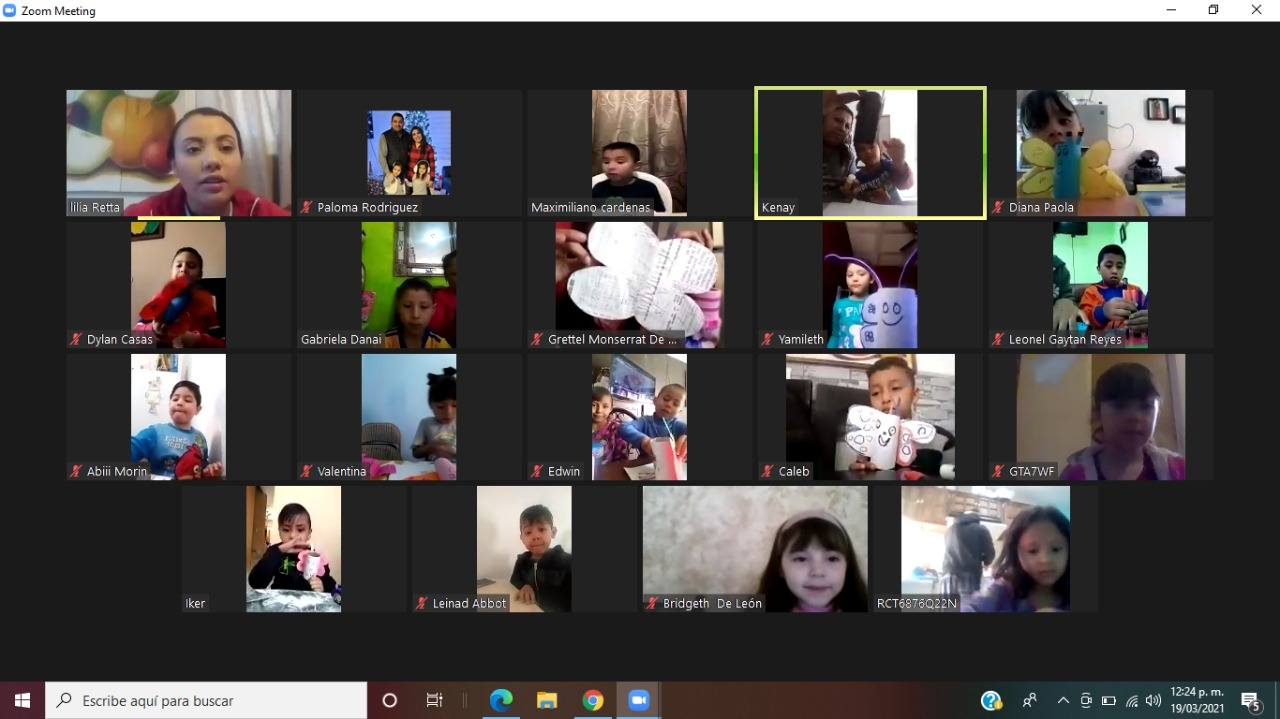 Zoom Meeting
lilia Retta
Paloma Rodriguez
Maximiliano cardenas
Kenay
Diana Paola
Dylan Casas
Gabriela Danai
Grettel Monserrat De ...
Yamileth
Leonel Gaytan Reyes
Abiii Morin
Valentina
Edwin
Caleb
GTA7WF
Iker
Leinad Abbot
Bridgeth De León
RCT6876Q22N
Escribe aquí para buscar
12:24 p. m.
19/03/2021
5